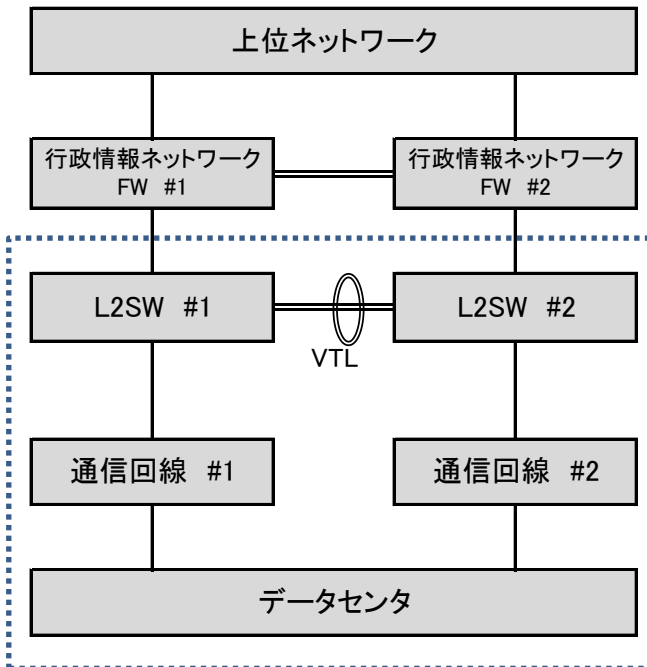 上位ネットワーク
行政情報ネットワーク
FW #1
行政情報ネットワーク
FW #2
L2SW #1
L2SW #2
VTL
通信回線 #1
通信回線 #2
データセンタ